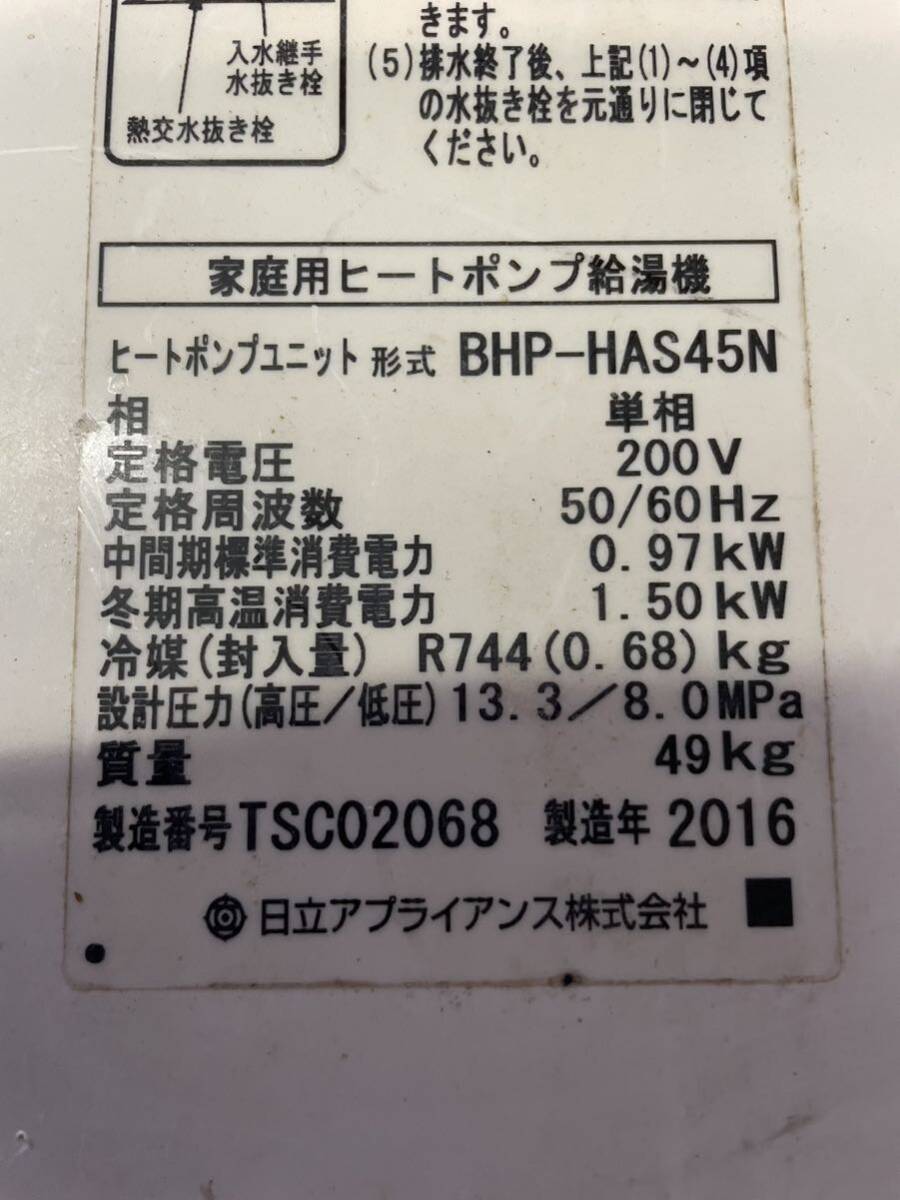 入水継手
水抜き栓
熱交水抜き栓
きます。
(5)排水終了後、上記(1)～(4)項
の水抜き栓を元通りに閉じて
ください。
家庭用ヒートポンプ給湯機
ヒートポンプユニット 形式 BHP-HAS45N
相 単相
定格電圧 200V
定格周波数 50/60Hz
中間期標準消費電力 0.97kW
冬期高温消費電力 1.50kW
冷媒(封入量) R744(0.68)kg
設計圧力(高圧／低圧)13.3／8.0MPa
質量 49kg
製造番号TSC02068 製造年 2016
日立アプライアンス株式会社